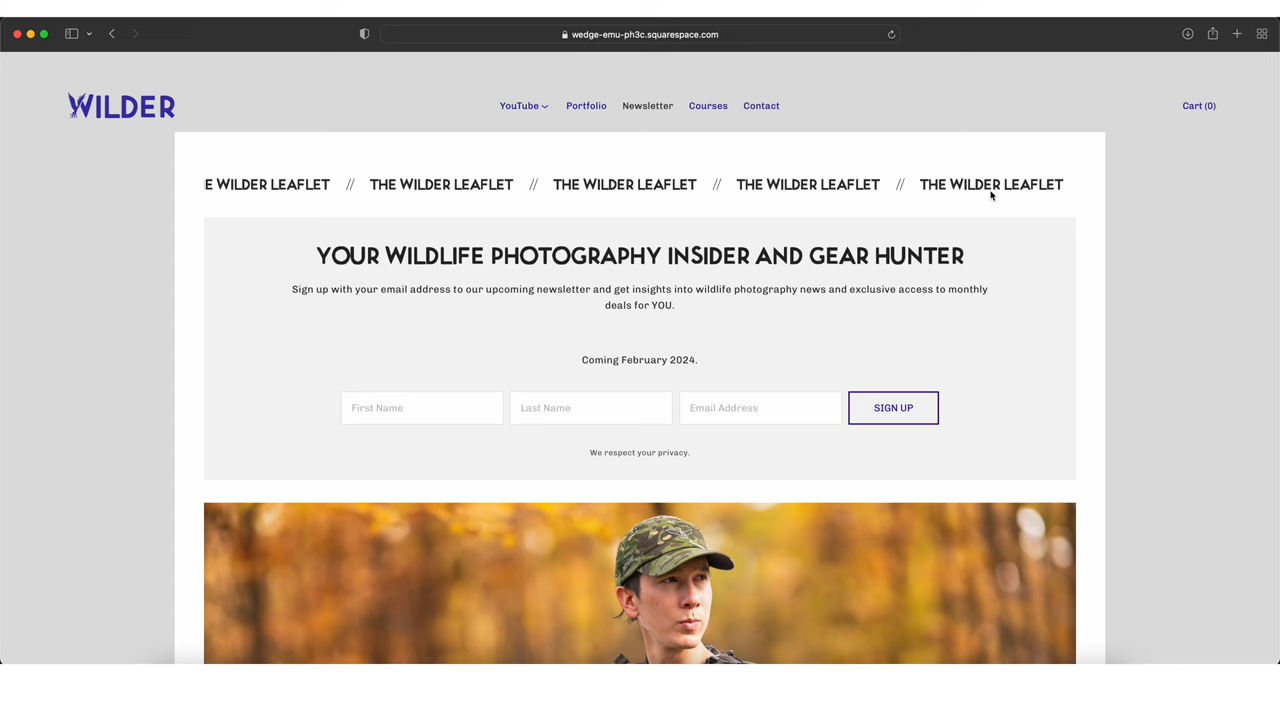 wedge-emu-ph3c.squarespace.com
WILDER
YouTube Portfolio Newsletter Courses Contact Cart (0)
E WILDER LEAFLET // THE WILDER LEAFLET // THE WILDER LEAFLET // THE WILDER LEAFLET // THE WILDER LEAFLET
YOUR WILDLIFE PHOTOGRAPHY INSIDER AND GEAR HUNTER
Sign up with your email address to our upcoming newsletter and get insights into wildlife photography news and exclusive access to monthly
deals for YOU.
Coming February 2024.
First Name Last Name Email Address SIGN UP
We respect your privacy.